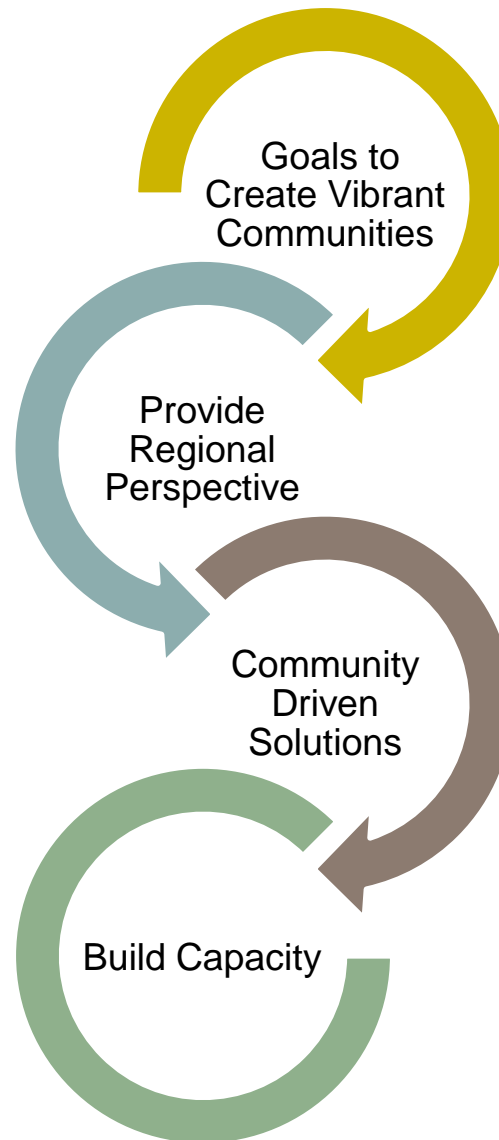 Goals to
Create Vibrant
Communities
Provide
Regional
Perspective
Community
Driven
Solutions
Build Capacity